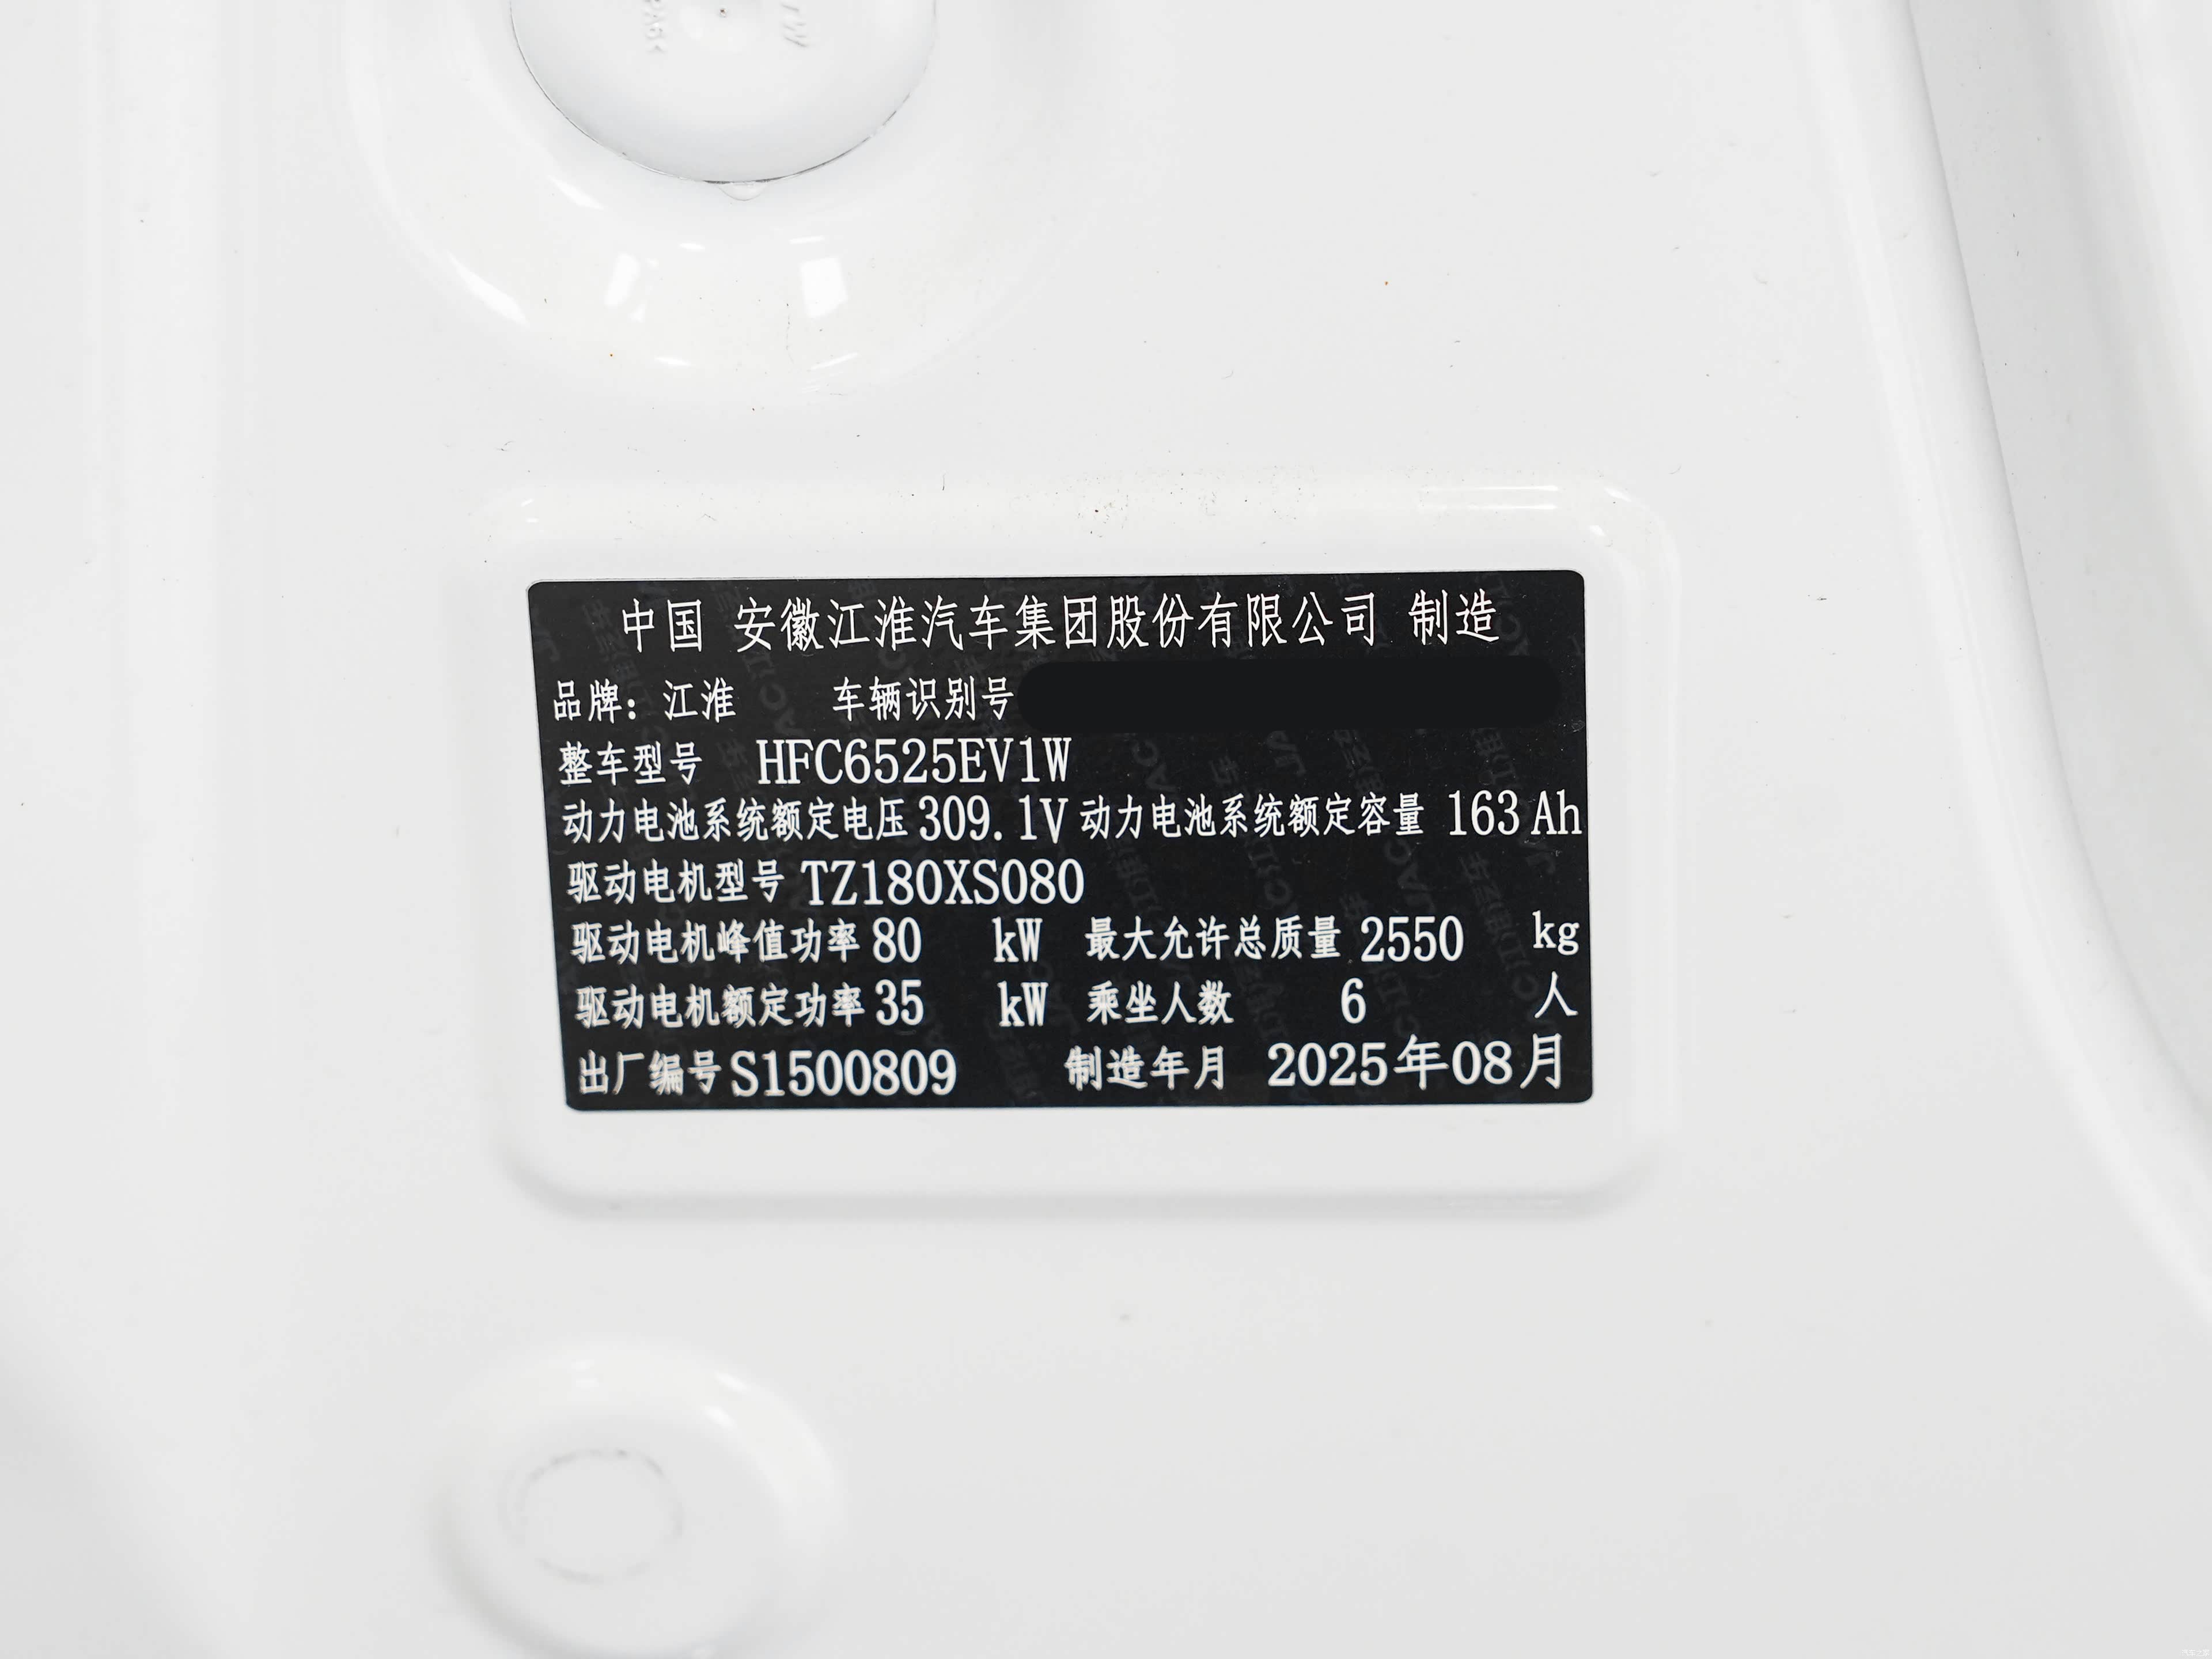 中国 安徽江淮汽车集团股份有限公司 制造
品牌：江淮 车辆识别号
整车型号 HFC6525EV1W
动力电池系统额定电压 309.1V 动力电池系统额定容量 163 Ah
驱动电机型号 TZ180XS080
驱动电机峰值功率 80 kW 最大允许总质量 2550 kg
驱动电机额定功率 35 kW 乘坐人数 6 人
出厂编号 S1500809 制造年月 2025年08月